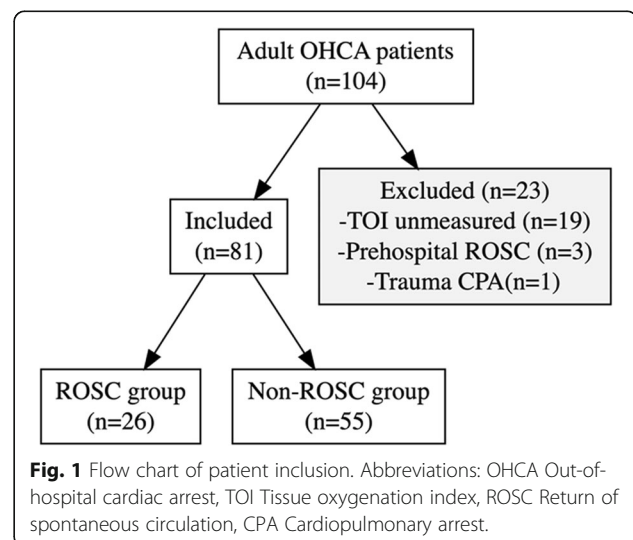 Adult OHCA patients
(n=104)
Excluded (n=23)
-TOI unmeasured (n=19)
-Prehospital ROSC (n=3)
-Trauma CPA(n=1)
Included
(n=81)
ROSC group
(n=26)
Non-ROSC group
(n=55)
Fig. 1 Flow chart of patient inclusion. Abbreviations: OHCA Out-of-
hospital cardiac arrest, TOI Tissue oxygenation index, ROSC Return of
spontaneous circulation, CPA Cardiopulmonary arrest.